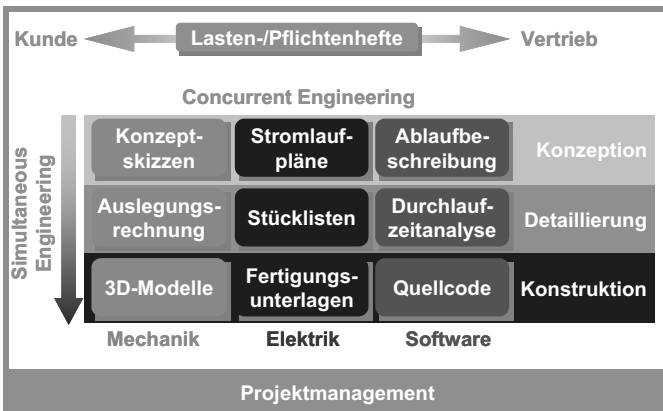 Kunde Lasten-/Pflichtenhefte Vertrieb
Concurrent Engineering
Simultaneous
Engineering
Konzept-
skizzen
Stromlauf-
pläne
Ablaufbe-
schreibung
Konzeption
Auslegungs-
rechnung
Stücklisten
Durchlauf-
zeitanalyse
Detaillierung
3D-Modelle
Fertigungs-
unterlagen
Quellcode
Konstruktion
Mechanik Elektrik Software
Projektmanagement